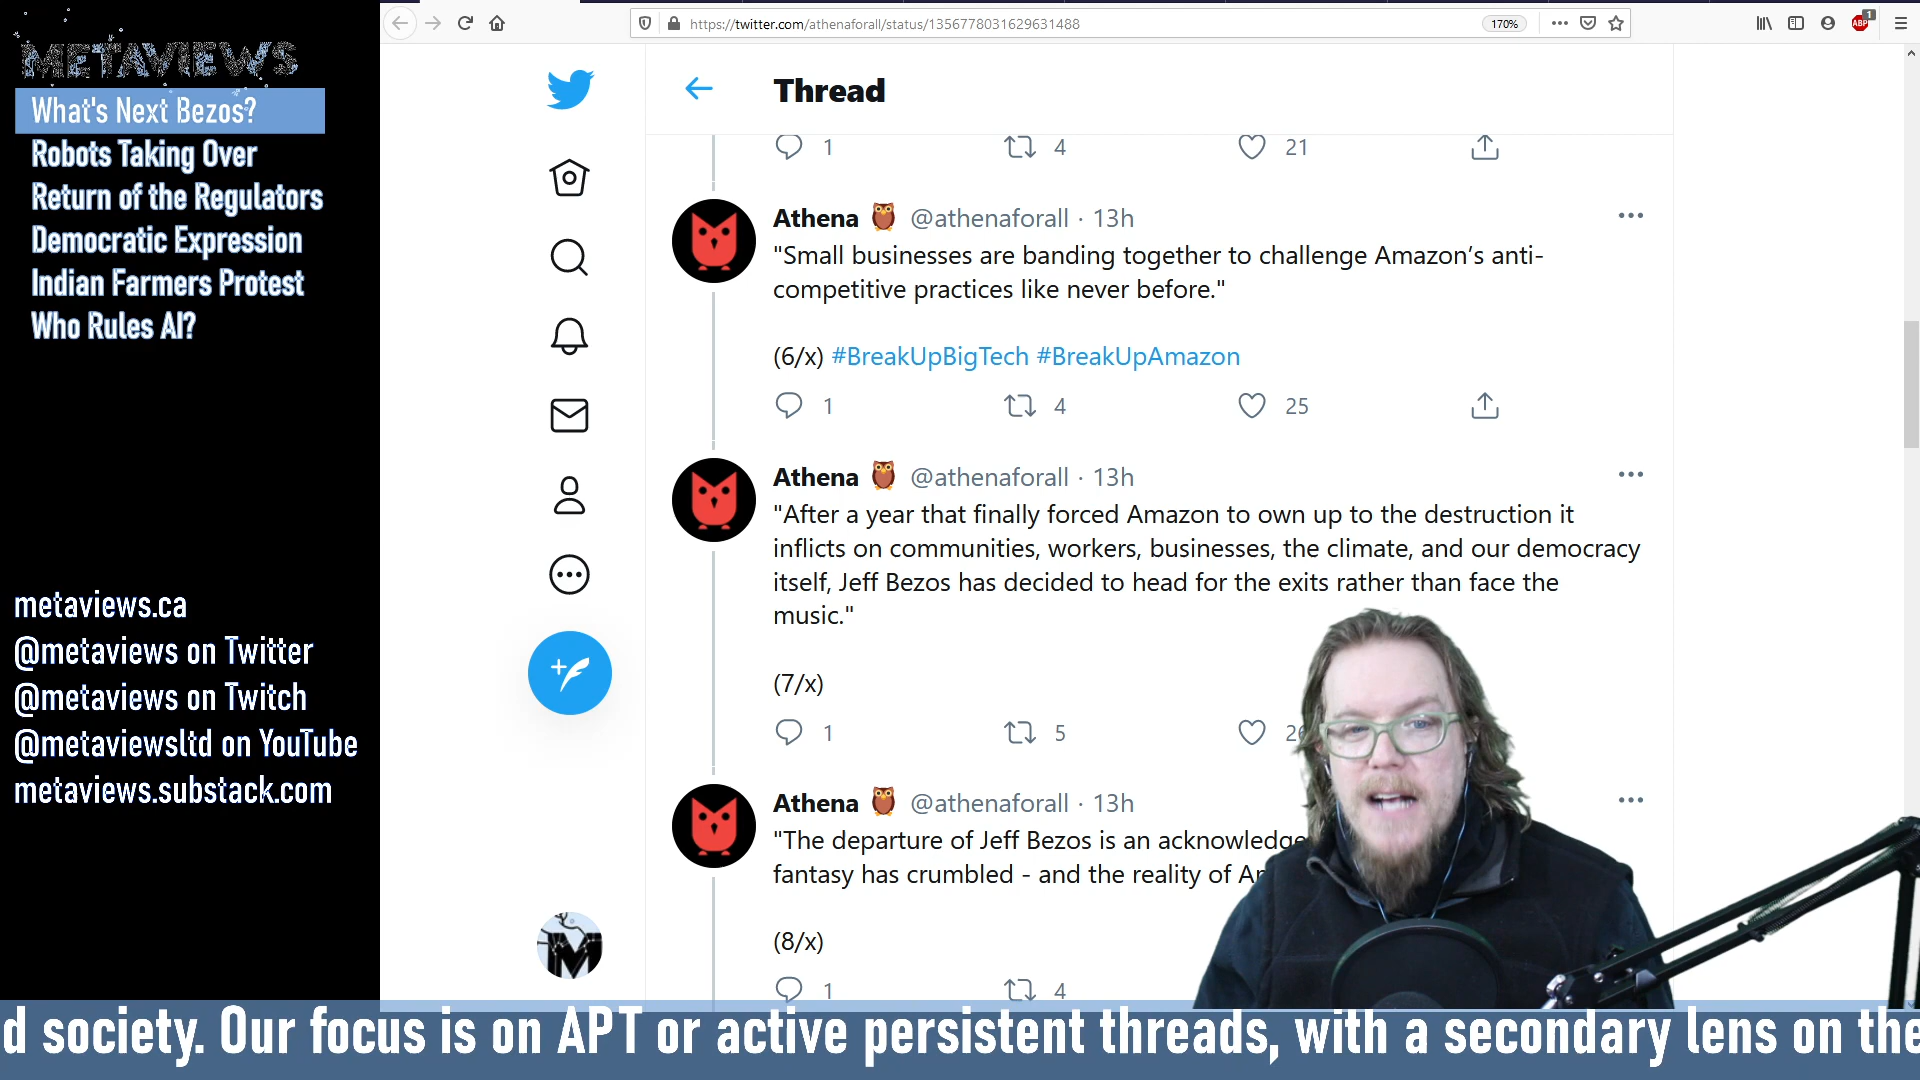 METAVIEWS
What's Next Bezos?
Robots Taking Over
Return of the Regulators
Democratic Expression
Indian Farmers Protest
Who Rules AI?
metaviews.ca
@metaviews on Twitter
@metaviews on Twitch
@metaviewsltd on YouTube
metaviews.substack.com
https://twitter.com/athenaforall/status/1356778031629631488
170%
ABP
1
Thread
1 4 21
Athena @athenaforall · 13h
"Small businesses are banding together to challenge Amazon’s anti-
competitive practices like never before."
(6/x) #BreakUpBigTech #BreakUpAmazon
1 4 25
Athena @athenaforall · 13h
"After a year that finally forced Amazon to own up to the destruction it
inflicts on communities, workers, businesses, the climate, and our democracy
itself, Jeff Bezos has decided to head for the exits rather than face the
music."
(7/x)
1 5
Athena @athenaforall · 13h
"The departure of Jeff Bezos is an
fantasy has crumbled - and the reality of
(8/x)
1 4
M
d society. Our focus is on APT or active persistent threads, with a secondary lens on the